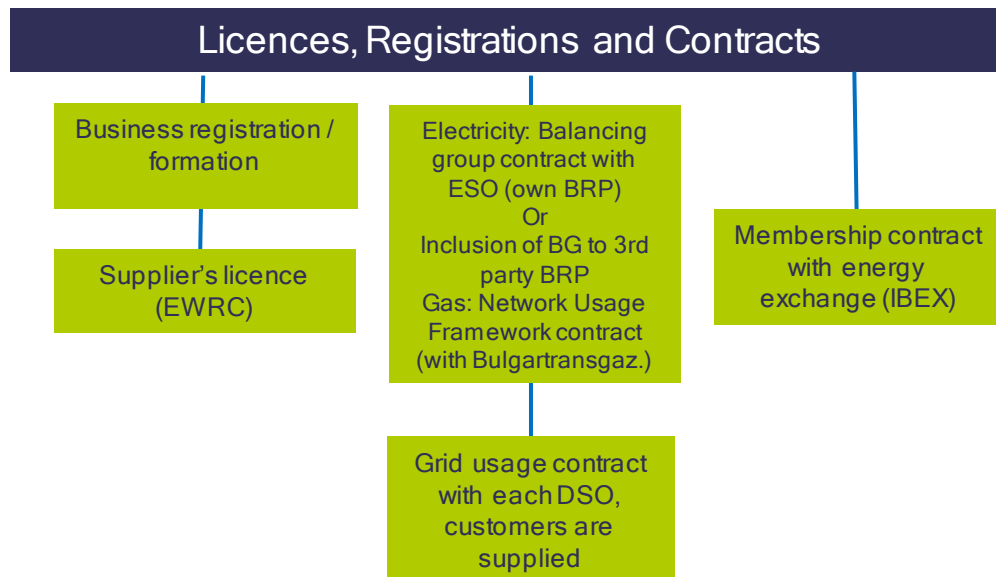 Licences, Registrations and Contracts
Business registration /
formation
Supplier's licence
(EWRC)
Electricity: Balancing
group contract with
ESO (own BRP)
Or
Inclusion of BG to 3rd
party BRP
Gas: Network Usage
Framework contract
(with Bulgartransgaz.)
Grid usage contract
with each DSO,
customers are
supplied
Membership contract
with energy
exchange (IBEX)